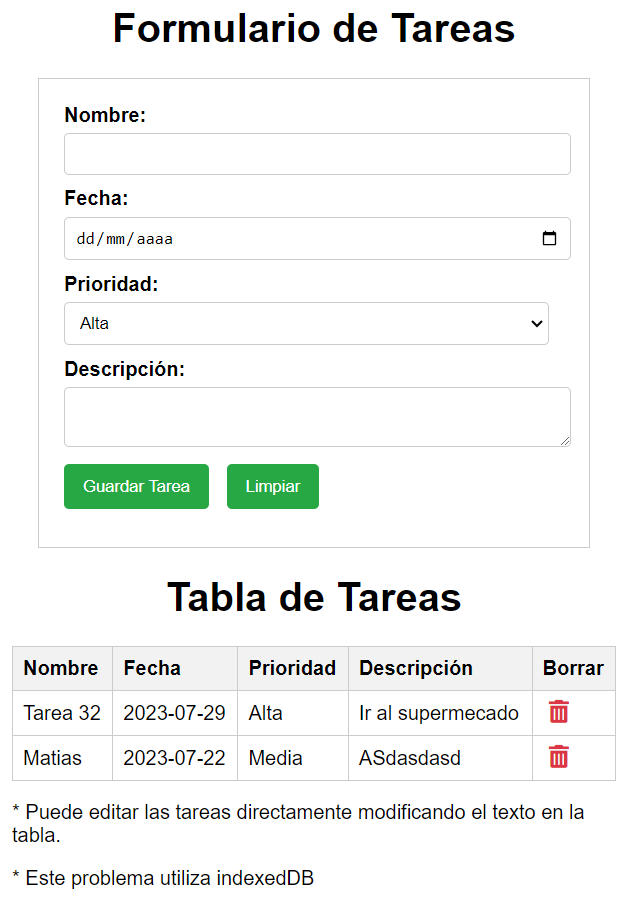 Formulario de Tareas
Nombre:
Fecha:
dd/mm/aaaa
Prioridad:
Alta
Descripción:
Guardar Tarea Limpiar
Tabla de Tareas
Nombre Fecha Prioridad Descripción Borrar
Tarea 32 2023-07-29 Alta Ir al supermecado
Matias 2023-07-22 Media ASdasdasd
* Puede editar las tareas directamente modificando el texto en la
tabla.
* Este problema utiliza indexedDB